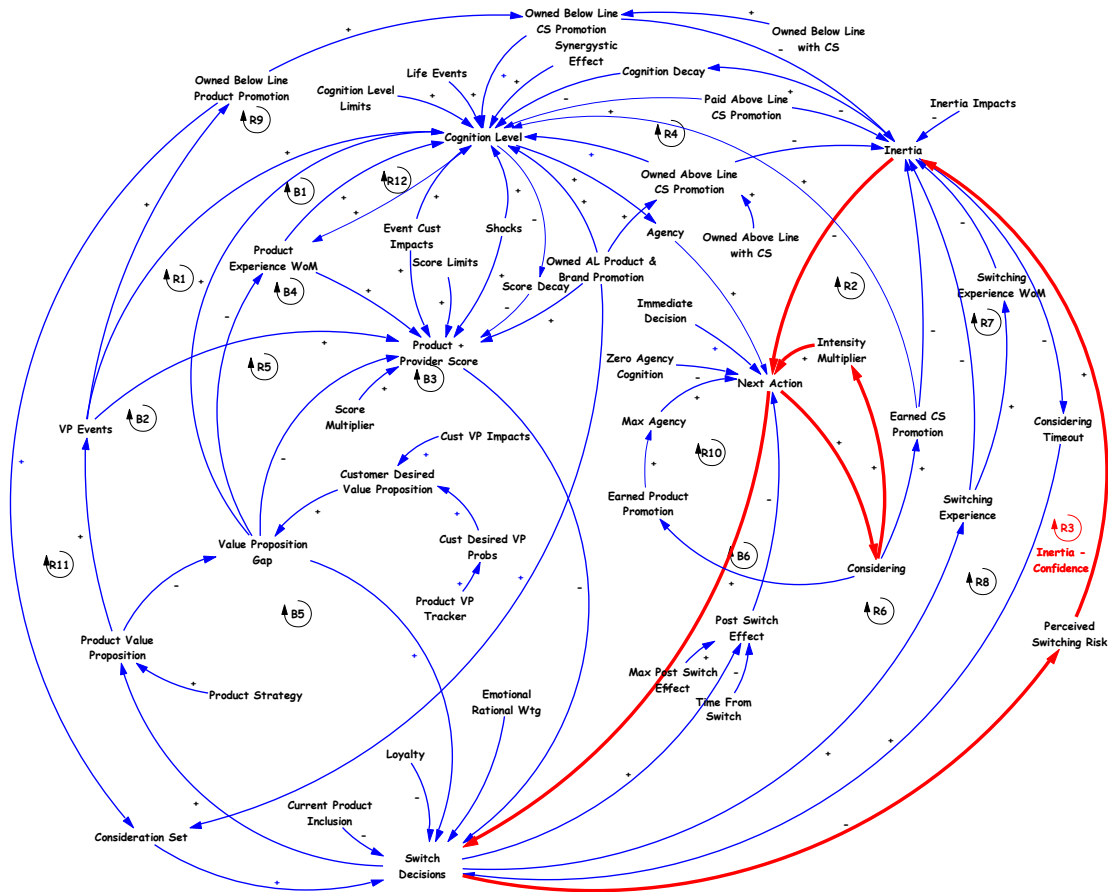 Owned Below Line
CS Promotion
Owned Below Line
with CS
Synergystic
Effect
Life Events
Cognition Decay
Owned Below Line
Product Promotion
Cognition Level
Limits
Paid Above Line
CS Promotion
Inertia Impacts
R9
R4
Cognition Level
Inertia
B1
R12
Owned Above Line
CS Promotion
Event Cust
Impacts
Shocks
Agency
Owned Above Line
with CS
Product
Experience WoM
Score Limits
Owned AL Product &
Brand Promotion
Score Decay
R1
B4
R2
Switching
Experience WoM
Immediate
Decision
R7
Product
Provider Score
Intensity
Multiplier
R5
B3
Zero Agency
Cognition
Next Action
Score
Multiplier
Max Agency
Earned CS
Promotion
Considering
Timeout
VP Events
B2
Cust VP Impacts
R10
Customer Desired
Value Proposition
Earned Product
Promotion
Switching
Experience
R3
Inertia -
Confidence
Value Proposition
Gap
Cust Desired VP
Probs
B6
Considering
R11
R8
Product VP
Tracker
B5
R6
Post Switch
Effect
Perceived
Switching Risk
Product Value
Proposition
Max Post Switch
Effect
Product Strategy
Emotional
Rational Wtg
Time From
Switch
Loyalty
Current Product
Inclusion
Consideration Set
Switch
Decisions